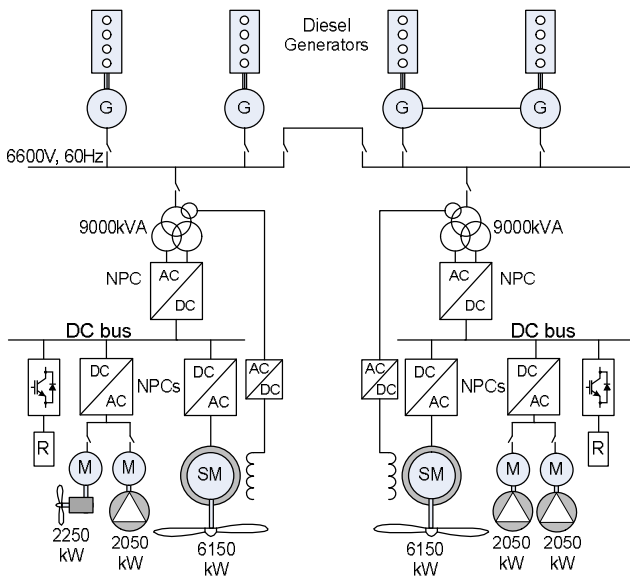 Diesel
Generators
G
G
G
G
6600V, 60Hz
9000kVA
9000kVA
NPC
AC
DC
AC
DC
NPC
DC bus
DC bus
DC
AC
NPCs
DC
AC
AC
DC
AC
DC
DC
AC
NPCs
DC
AC
R
M
M
SM
SM
M
M
R
2250
kW
2050
kW
6150
kW
6150
kW
2050
kW
2050
kW